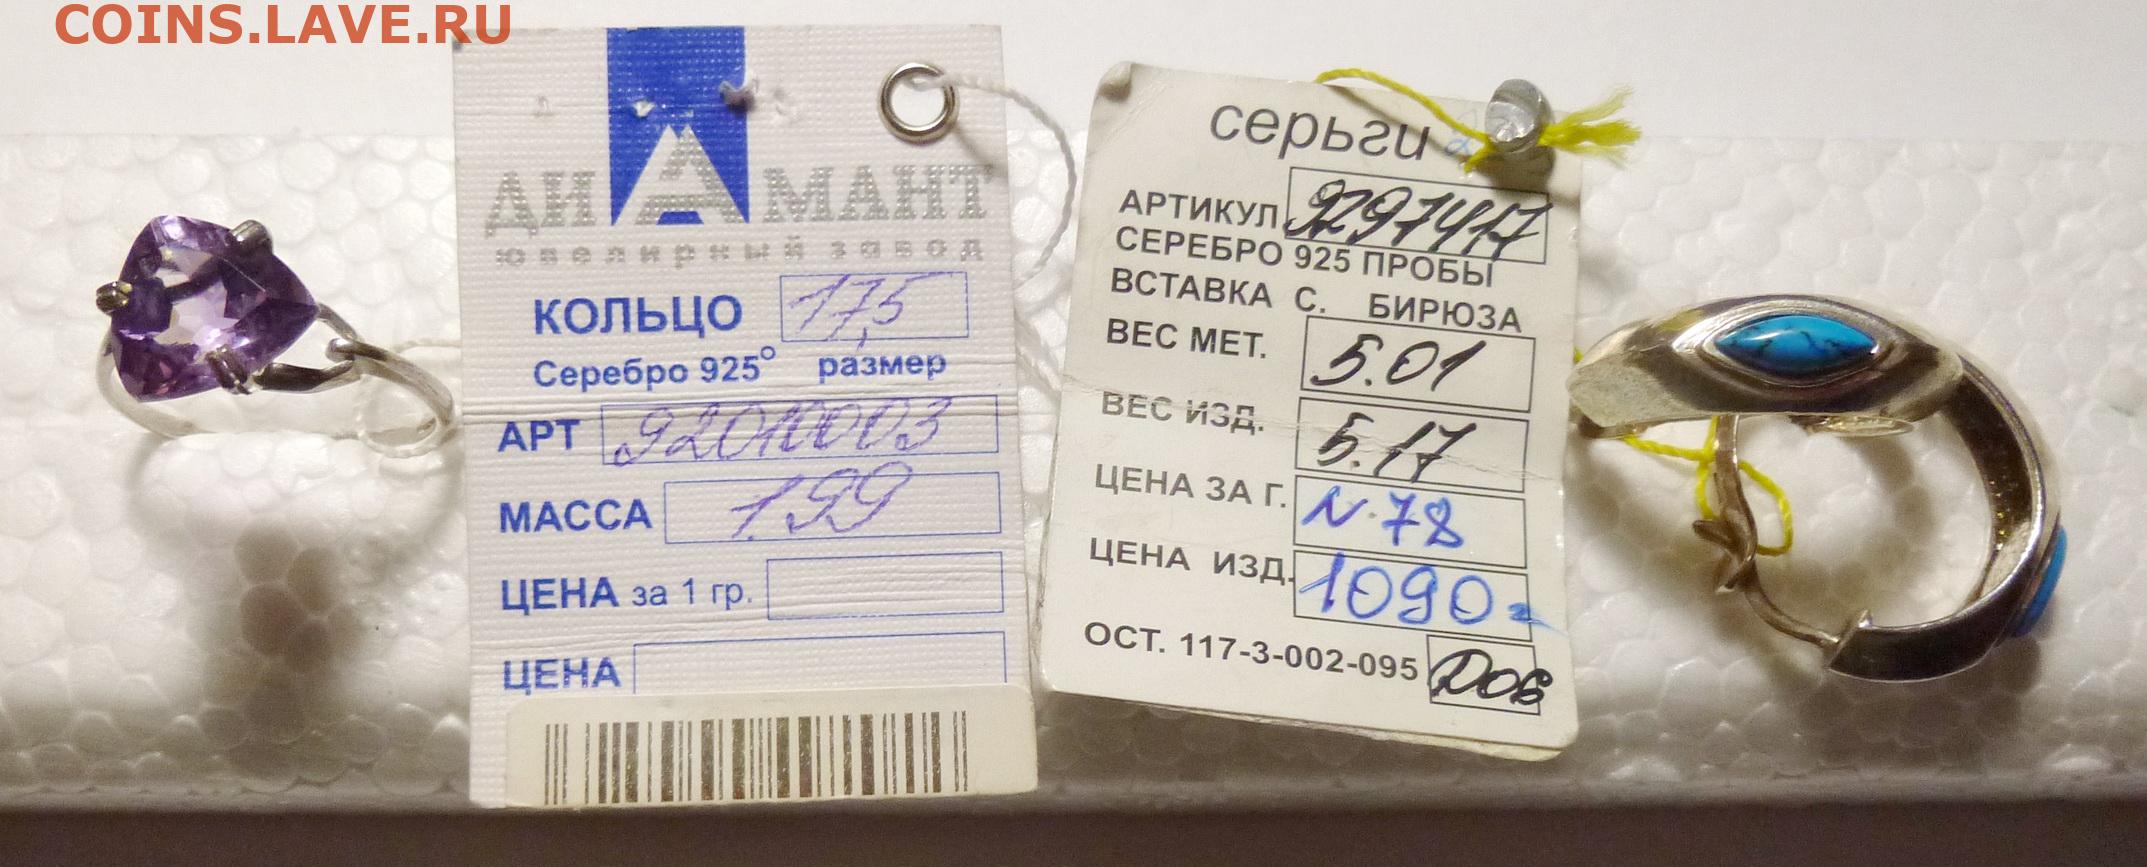 COINS.LAVE.RU
ДИАМАНТ
ювелирный завод
КОЛЬЦО 17,5
Серебро 925° размер
АРТ 92010003
МАССА 1.99
ЦЕНА за 1 гр.
ЦЕНА
серьги
АРТИКУЛ 9297417
СЕРЕБРО 925 ПРОБЫ
ВСТАВКА С. БИРЮЗА
ВЕС МЕТ. 5.01
ВЕС ИЗД. 5.17
ЦЕНА ЗА Г. 78
ЦЕНА ИЗД. 1090=
ОСТ. 117-3-002-095